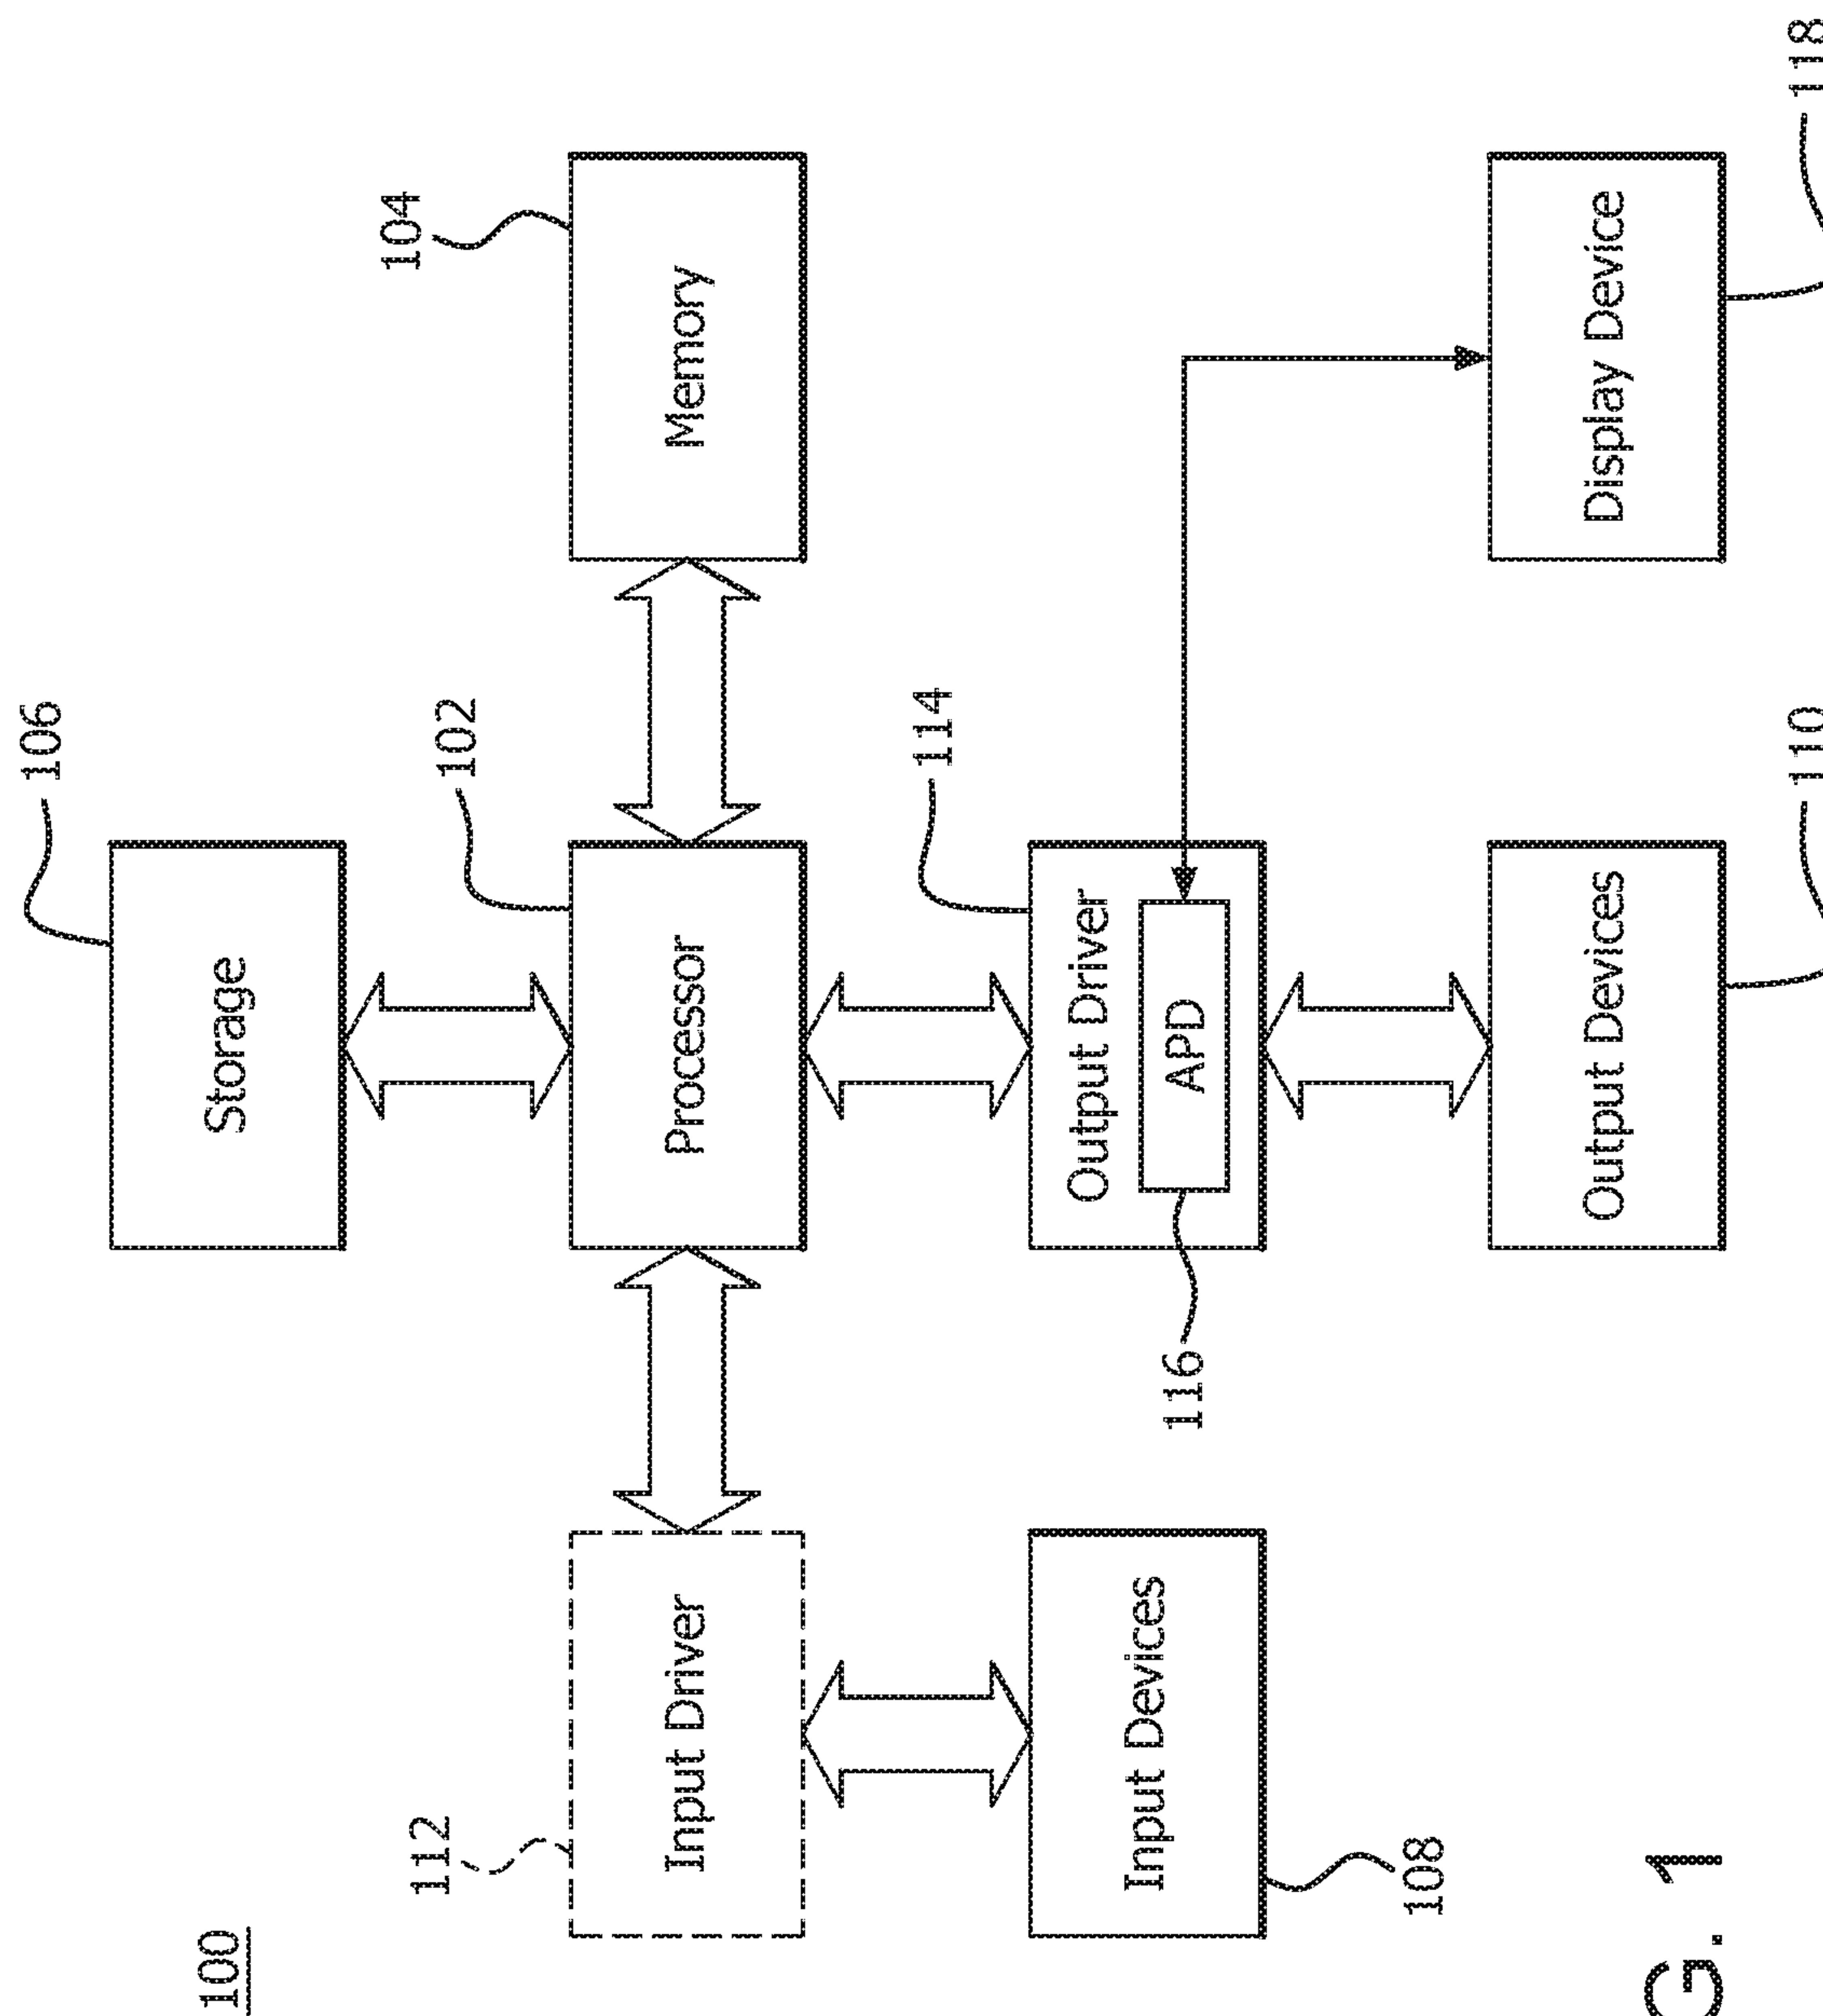 100
106
Storage
112
102
104
Input Driver
Processor
Memory
114
Input Devices
Output Driver
APD
116
108
Output Devices
Display Device
110
118
G. 1